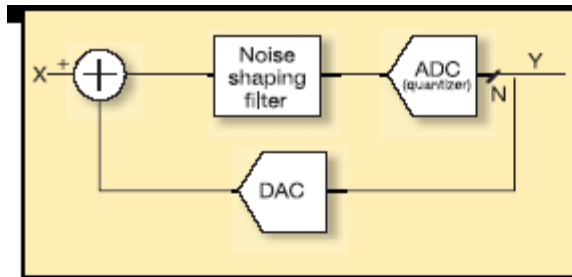 X
+
Noise
shaping
filter
ADC
(quantizer)
N
Y
DAC